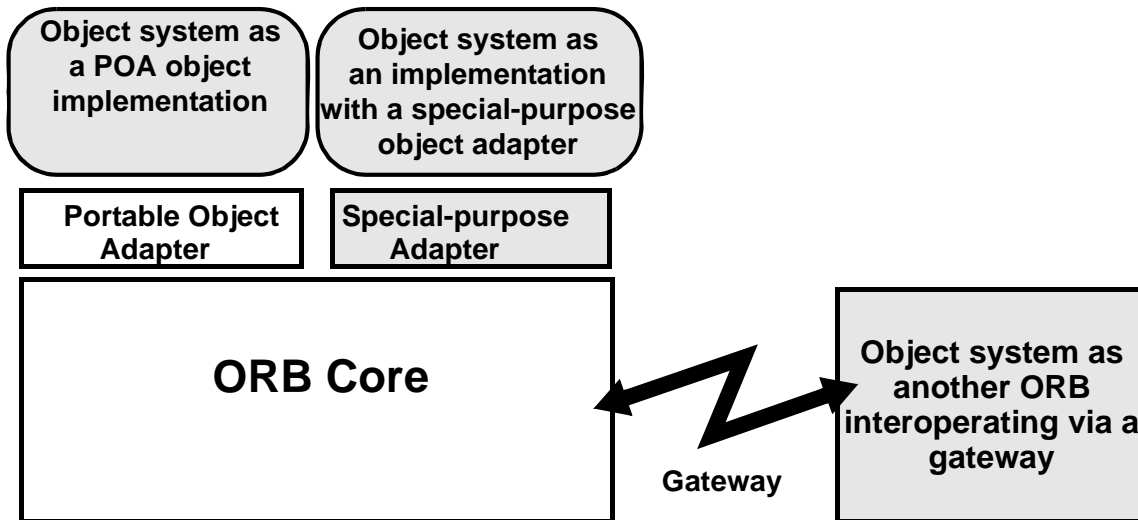 Object system as
a POA object
implementation
Object system as
an implementation
with a special-purpose
object adapter
Portable Object
Adapter
Special-purpose
Adapter
ORB Core
Gateway
Object system as
another ORB
interoperating via a
gateway